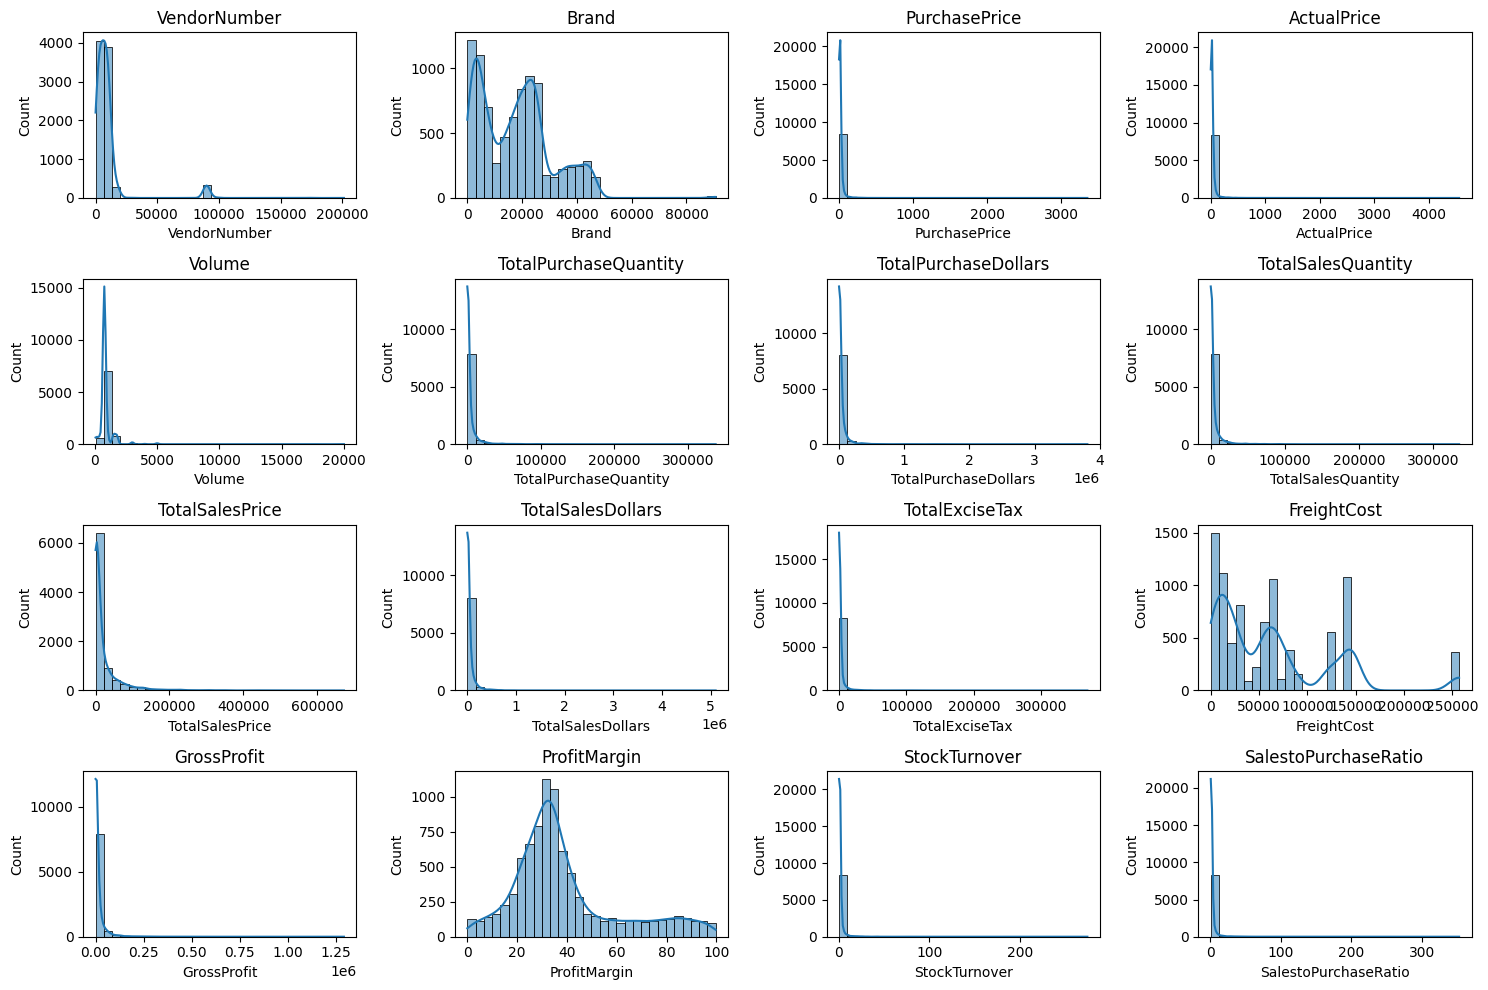 VendorNumber
Count
4000
3000
2000
1000
0
0 50000 100000 150000 200000
VendorNumber
Brand
Count
1000
500
0
0 20000 40000 60000 80000
Brand
PurchasePrice
Count
20000
15000
10000
5000
0
0 1000 2000 3000
PurchasePrice
ActualPrice
Count
20000
15000
10000
5000
0
0 1000 2000 3000 4000
ActualPrice
Volume
Count
15000
10000
5000
0
0 5000 10000 15000 20000
Volume
TotalPurchaseQuantity
Count
10000
5000
0
0 100000 200000 300000
TotalPurchaseQuantity
TotalPurchaseDollars
Count
10000
5000
0
0 1 2 3 4
1e6
TotalPurchaseDollars
TotalSalesQuantity
Count
10000
5000
0
0 100000 200000 300000
TotalSalesQuantity
TotalSalesPrice
Count
6000
4000
2000
0
0 200000 400000 600000
TotalSalesPrice
TotalSalesDollars
Count
10000
5000
0
0 1 2 3 4 5
1e6
TotalSalesDollars
TotalExciseTax
Count
15000
10000
5000
0
0 100000 200000 300000
TotalExciseTax
FreightCost
Count
1500
1000
500
0
0 50000 100000 150000 200000 250000
FreightCost
GrossProfit
Count
10000
5000
0
0.00 0.25 0.50 0.75 1.00 1.25
1e6
GrossProfit
ProfitMargin
Count
1000
750
500
250
0
0 20 40 60 80 100
ProfitMargin
StockTurnover
Count
20000
15000
10000
5000
0
0 100 200
StockTurnover
SalestoPurchaseRatio
Count
20000
15000
10000
5000
0
0 100 200 300
SalestoPurchaseRatio